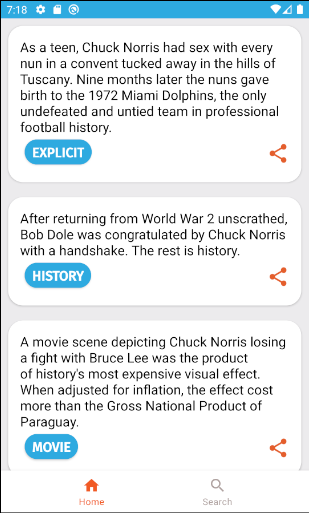 7:18
As a teen, Chuck Norris had sex with every
nun in a convent tucked away in the hills of
Tuscany. Nine months later the nuns gave
birth to the 1972 Miami Dolphins, the only
undefeated and untied team in professional
football history.
EXPLICIT
After returning from World War 2 unscrathed,
Bob Dole was congratulated by Chuck Norris
with a handshake. The rest is history.
HISTORY
A movie scene depicting Chuck Norris losing
a fight with Bruce Lee was the product
of history's most expensive visual effect.
When adjusted for inflation, the effect cost
more than the Gross National Product of
Paraguay.
MOVIE
Home
Search